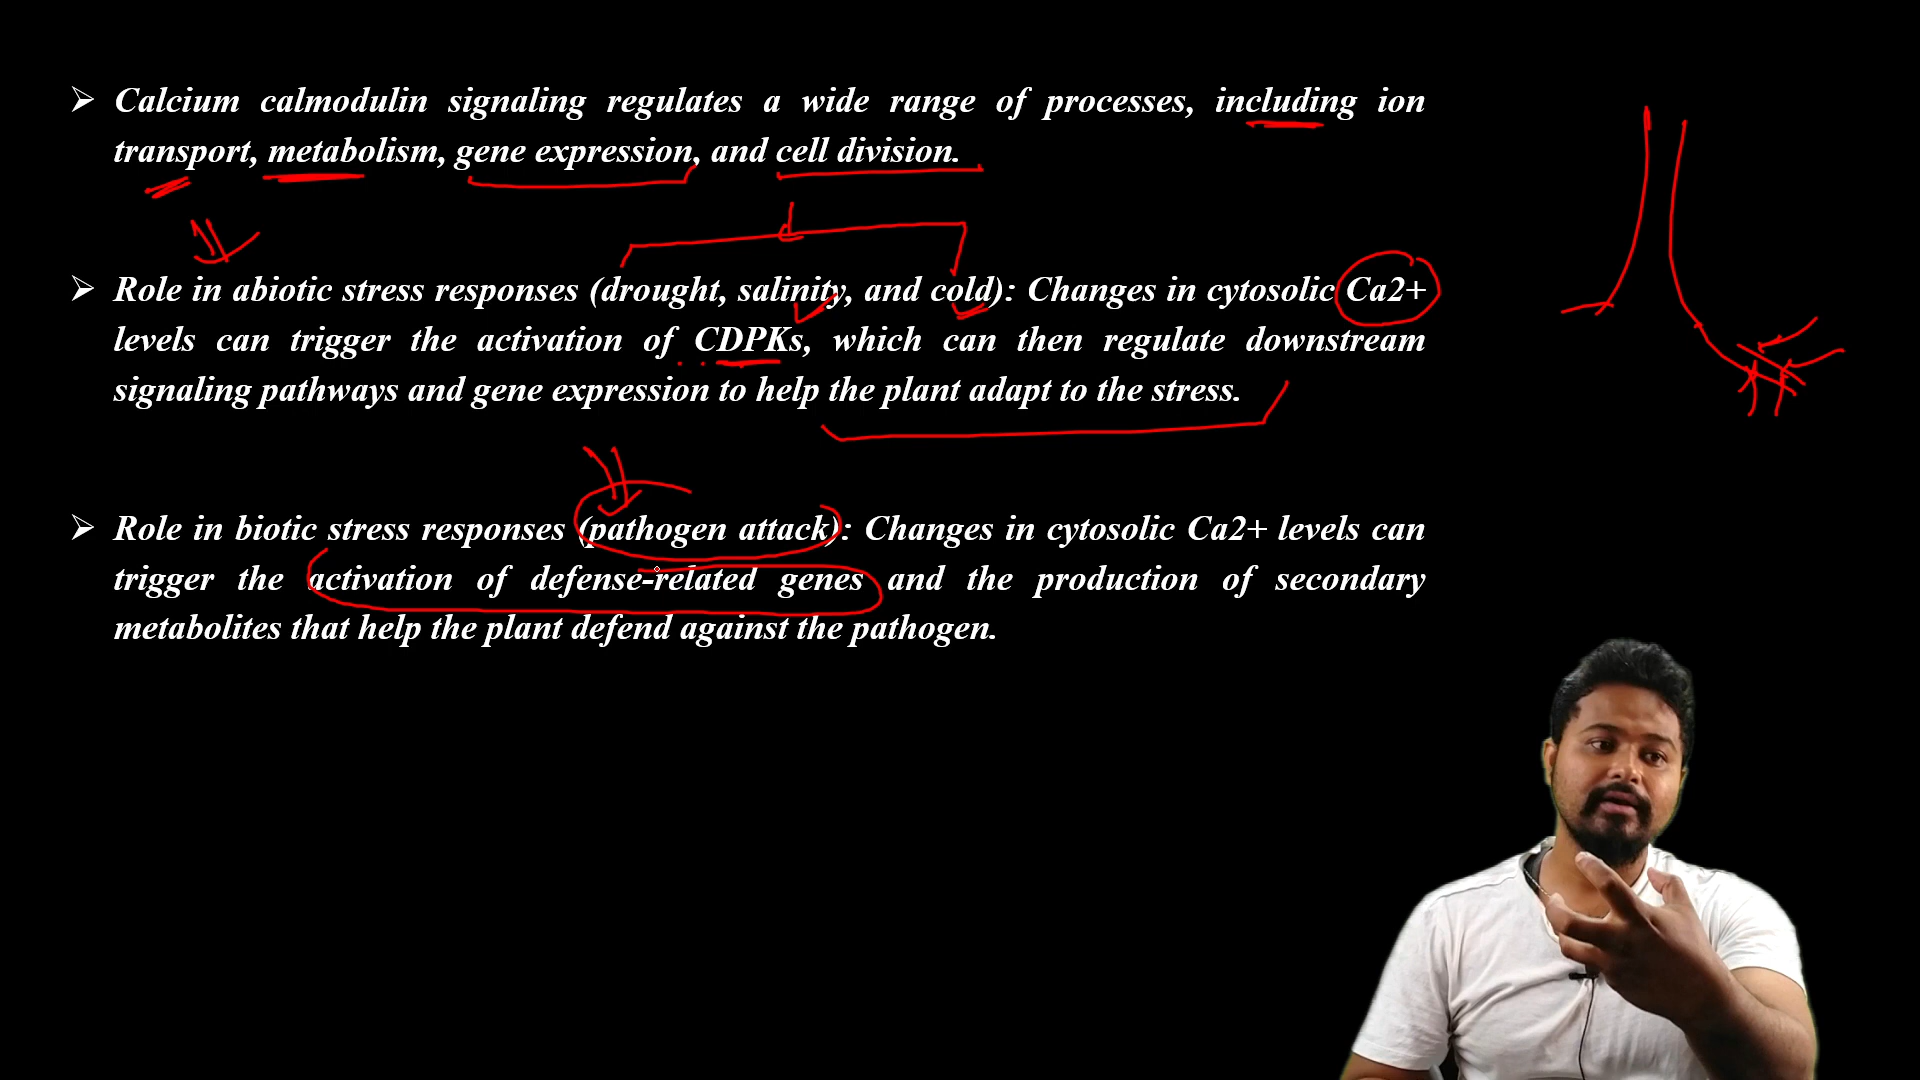 ➢ Calcium calmodulin signaling regulates a wide range of processes, including ion
transport, metabolism, gene expression, and cell division.
➢ Role in abiotic stress responses (drought, salinity, and cold): Changes in cytosolic Ca2+
levels can trigger the activation of CDPKs, which can then regulate downstream
signaling pathways and gene expression to help the plant adapt to the stress.
➢ Role in biotic stress responses (pathogen attack): Changes in cytosolic Ca2+ levels can
trigger the activation of defense-related genes and the production of secondary
metabolites that help the plant defend against the pathogen.